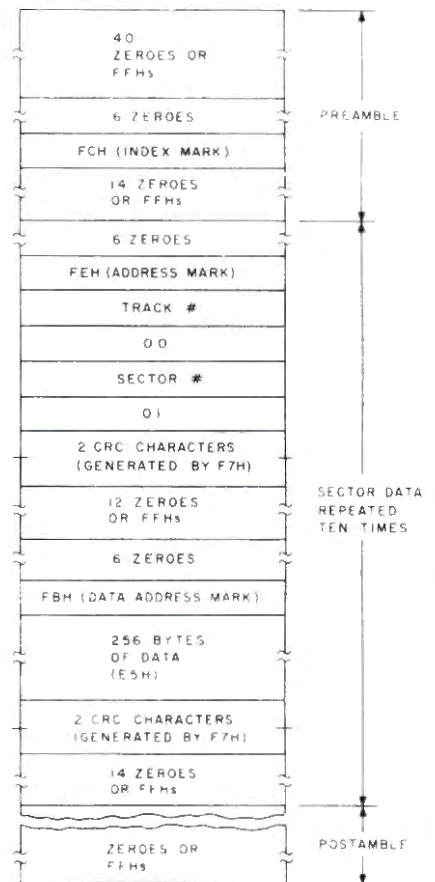 40
ZEROES OR
FFHs
6 ZEROES
PREAMBLE
FCH (INDEX MARK)
14 ZEROES
OR FFHs
6 ZEROES
FEH (ADDRESS MARK)
TRACK #
00
SECTOR #
01
2 CRC CHARACTERS
(GENERATED BY F7H)
12 ZEROES
OR FFHs
SECTOR DATA
REPEATED
TEN TIMES
6 ZEROES
FBH (DATA ADDRESS MARK)
256 BYTES
OF DATA
(E5H)
2 CRC CHARACTERS
(GENERATED BY F7H)
14 ZEROES
OR FFHs
ZEROES OR
FFHs
POSTAMBLE